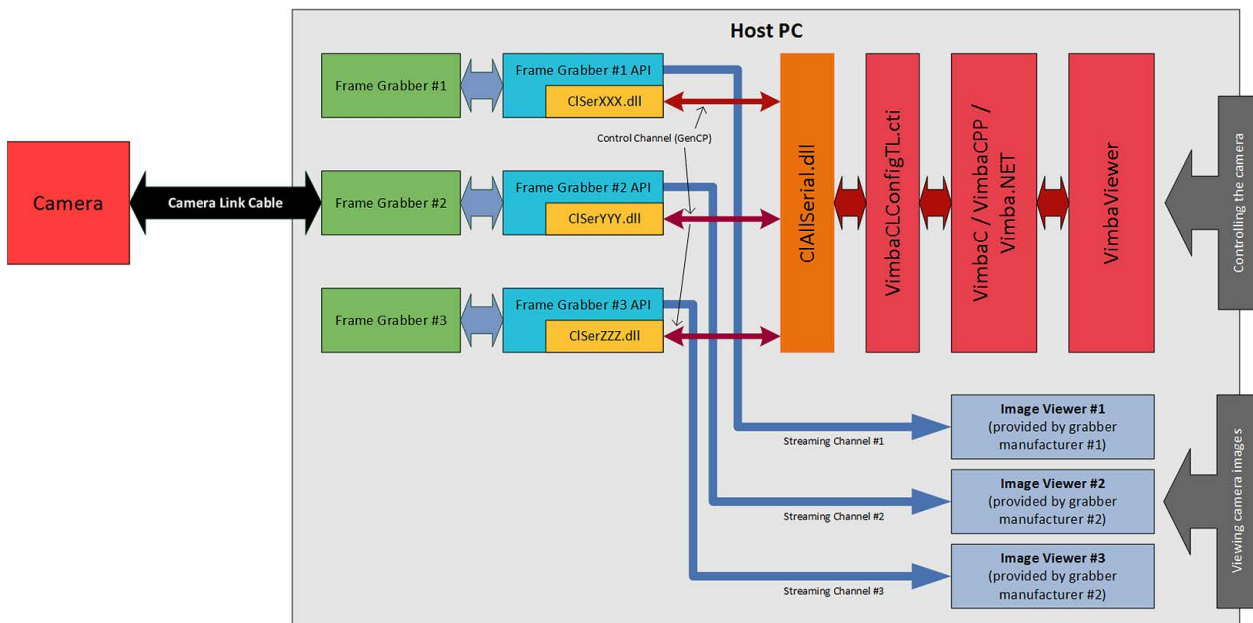 Host PC
Frame Grabber #1
Frame Grabber #1 API
ClSerXXX.dll
Control Channel (GenCP)
Camera
Camera Link Cable
Frame Grabber #2
Frame Grabber #2 API
ClSerYYY.dll
Frame Grabber #3
Frame Grabber #3 API
ClSerZZZ.dll
ClAllSerial.dll
VimbaCLConfigTL.cti
VimbaC / VimbaCPP /
Vimba.NET
VimbaViewer
Controlling the camera
Streaming Channel #1
Image Viewer #1
(provided by grabber
manufacturer #1)
Streaming Channel #2
Image Viewer #2
(provided by grabber
manufacturer #2)
Streaming Channel #3
Image Viewer #3
(provided by grabber
manufacturer #2)
Viewing camera images